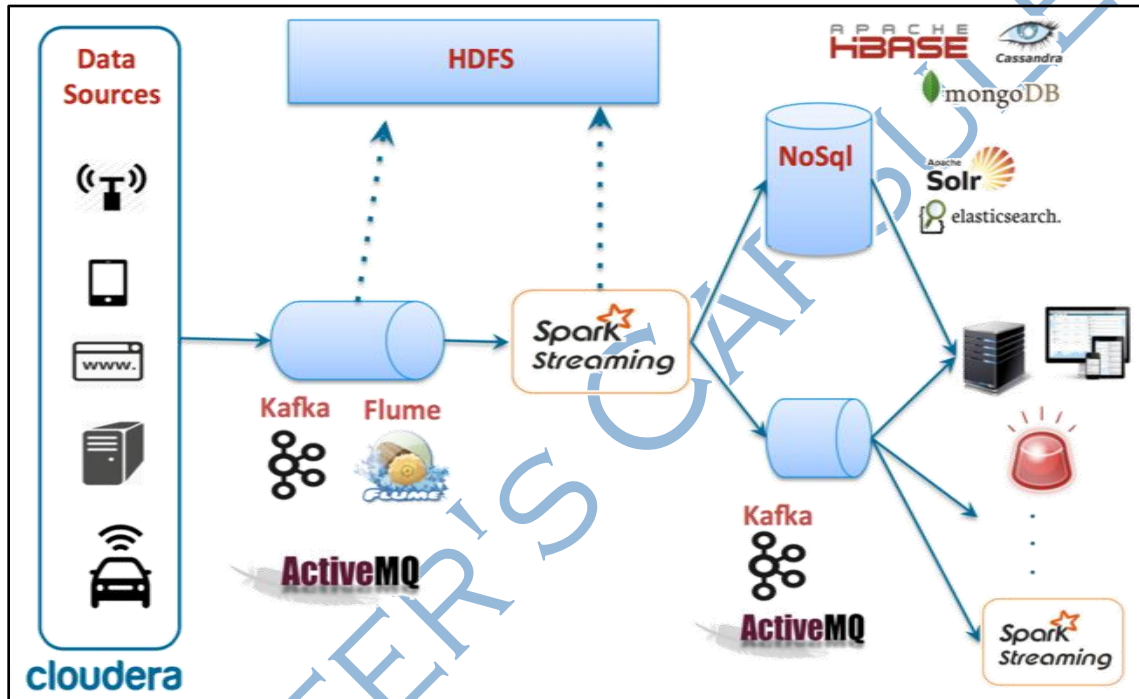 Data
Sources
www.
cloudera
HDFS
Kafka
Flume
FLUME
ActiveMQ
Spark
Streaming
NoSql
APACHE
HBASE
Cassandra
mongoDB
Apache
Solr
elasticsearch.
Kafka
ActiveMQ
Spark
Streaming